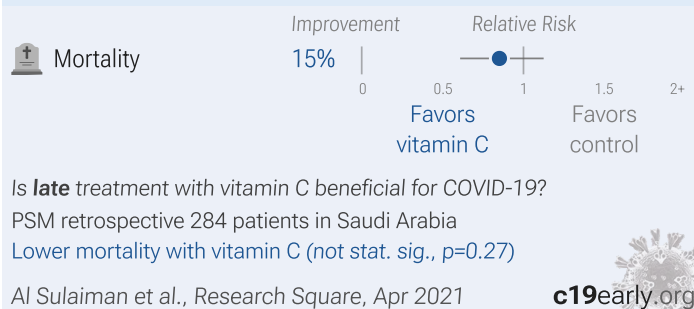 Improvement Relative Risk
Mortality 15%
0 0.5 1 1.5 2+
Favors vitamin C
Favors control
Is late treatment with vitamin C beneficial for COVID-19?
PSM retrospective 284 patients in Saudi Arabia
Lower mortality with vitamin C (not stat. sig., p=0.27)
Al Sulaiman et al., Research Square, Apr 2021 c19early.org